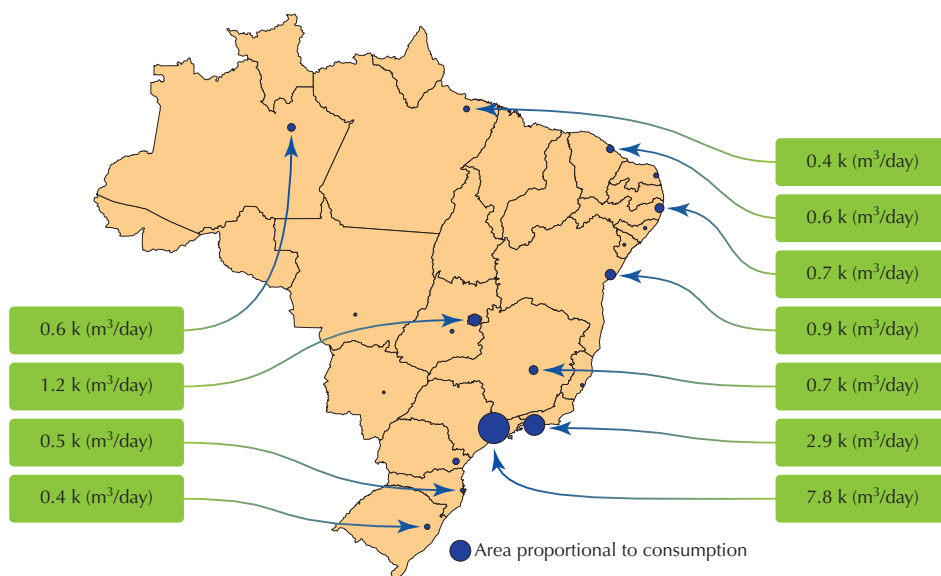 0.4 k (m³/day)
0.6 k (m³/day)
0.7 k (m³/day)
0.6 k (m³/day)
0.9 k (m³/day)
1.2 k (m³/day)
0.7 k (m³/day)
0.5 k (m³/day)
2.9 k (m³/day)
0.4 k (m³/day)
7.8 k (m³/day)
Area proportional to consumption